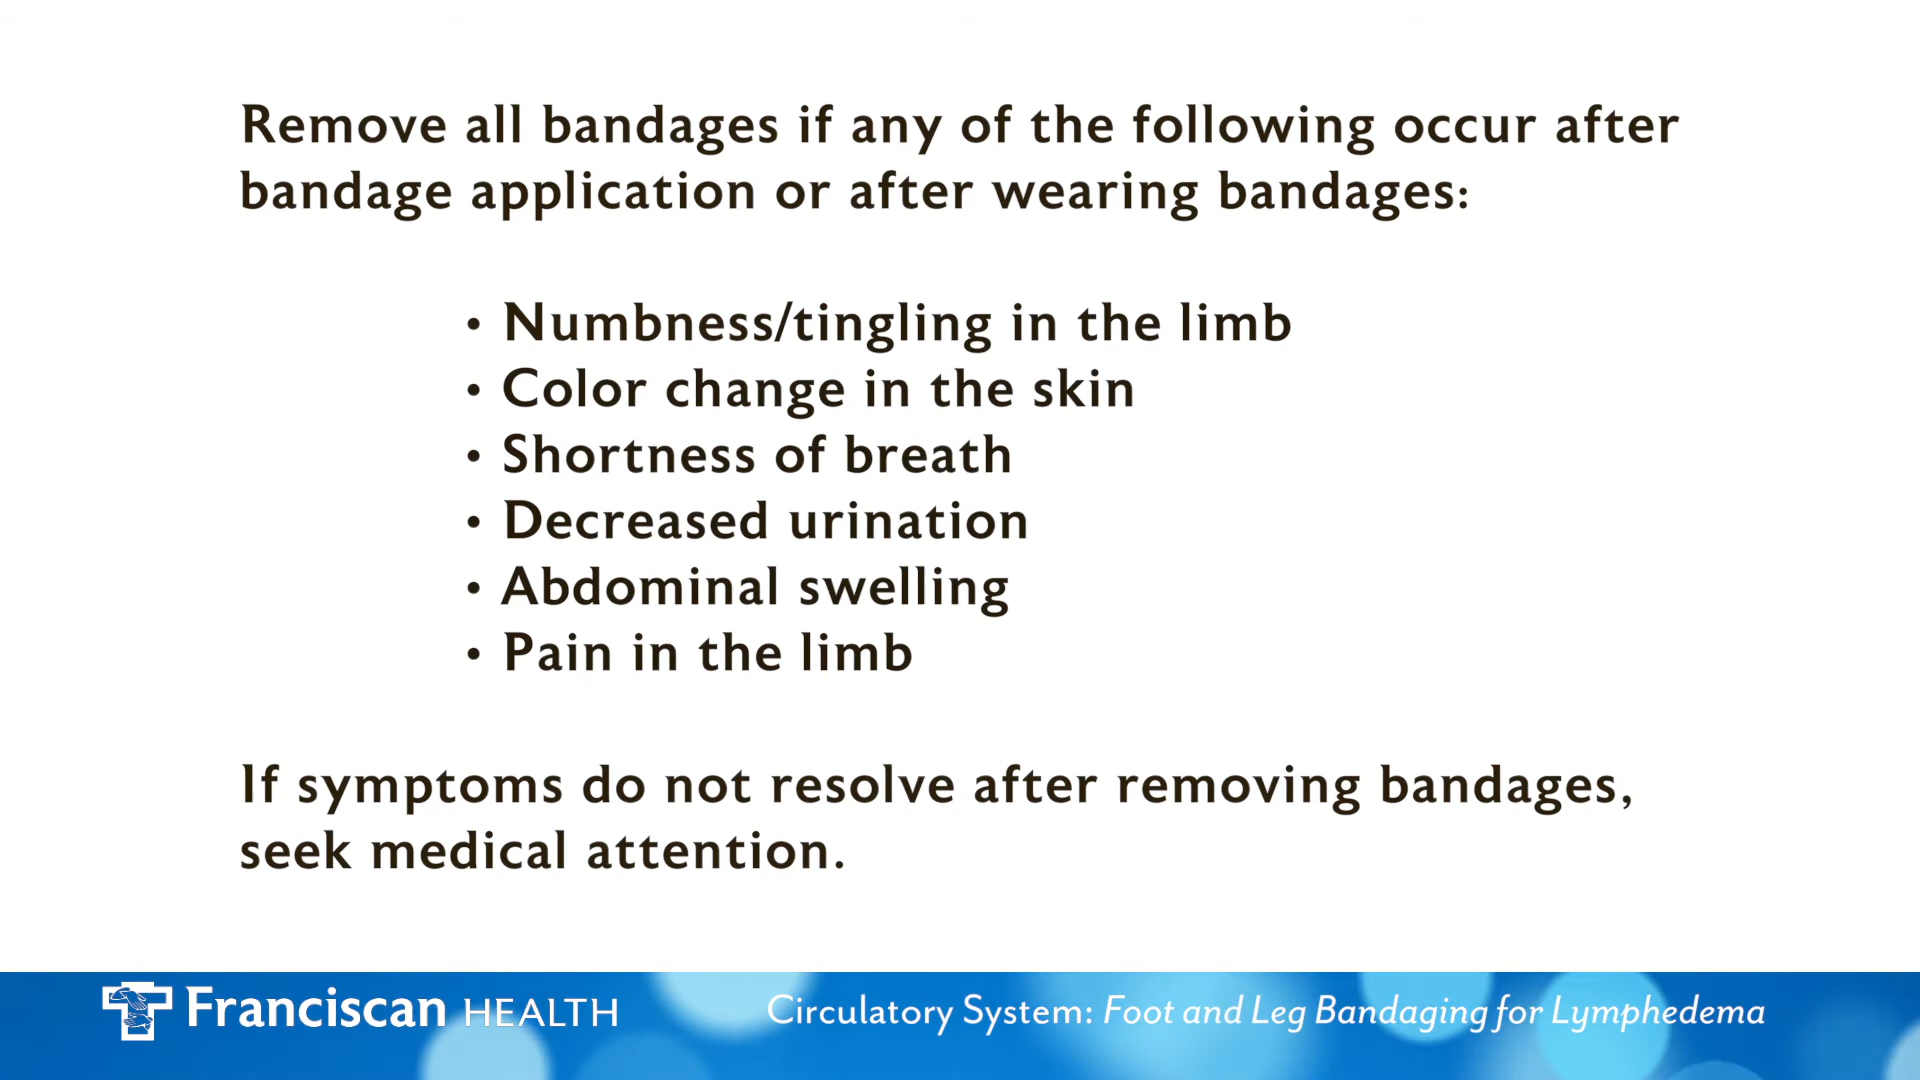 Remove all bandages if any of the following occur after
bandage application or after wearing bandages:
• Numbness/tingling in the limb
• Color change in the skin
• Shortness of breath
• Decreased urination
• Abdominal swelling
• Pain in the limb
If symptoms do not resolve after removing bandages,
seek medical attention.
Franciscan HEALTH
Circulatory System: Foot and Leg Bandaging for Lymphedema